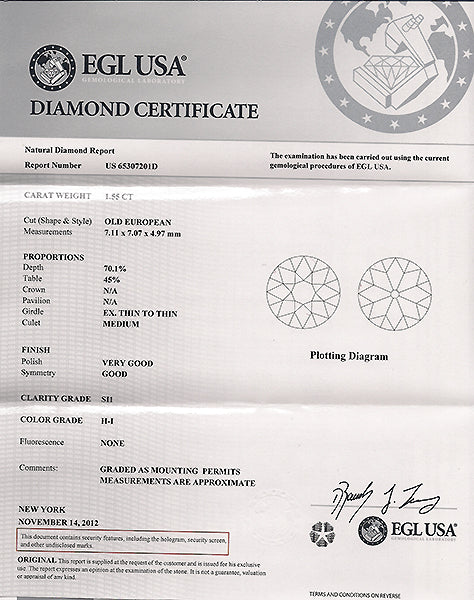 EGL USA
GEMOLOGICAL LABORATORY
DIAMOND CERTIFICATE
Natural Diamond Report
Report Number US 65307201D
The examination has been carried out using the current
gemological procedures of EGL USA.
CARAT WEIGHT 1.55 CT
Cut (Shape & Style) OLD EUROPEAN
Measurements 7.11 x 7.07 x 4.97 mm
PROPORTIONS
Depth 70.1%
Table 45%
Crown N/A
Pavilion N/A
Girdle EX. THIN TO THIN
Culet MEDIUM
Plotting Diagram
FINISH
Polish VERY GOOD
Symmetry GOOD
CLARITY GRADE SI1
COLOR GRADE H-I
Fluorescence NONE
Comments: GRADED AS MOUNTING PERMITS
MEASUREMENTS ARE APPROXIMATE
NEW YORK
NOVEMBER 14, 2012
This document contains security features, including the hologram, security screen,
and other undisclosed marks.
EGL USA
GEMOLOGICAL LABORATORY
ORIGINAL This report is supplied at the request of the customer and is issued for his exclusive
use. The report expresses an opinion at the examination of the stone. It is not a guarantee, valuation
or appraisal of any kind.
TERMS AND CONDITIONS ON REVERSE